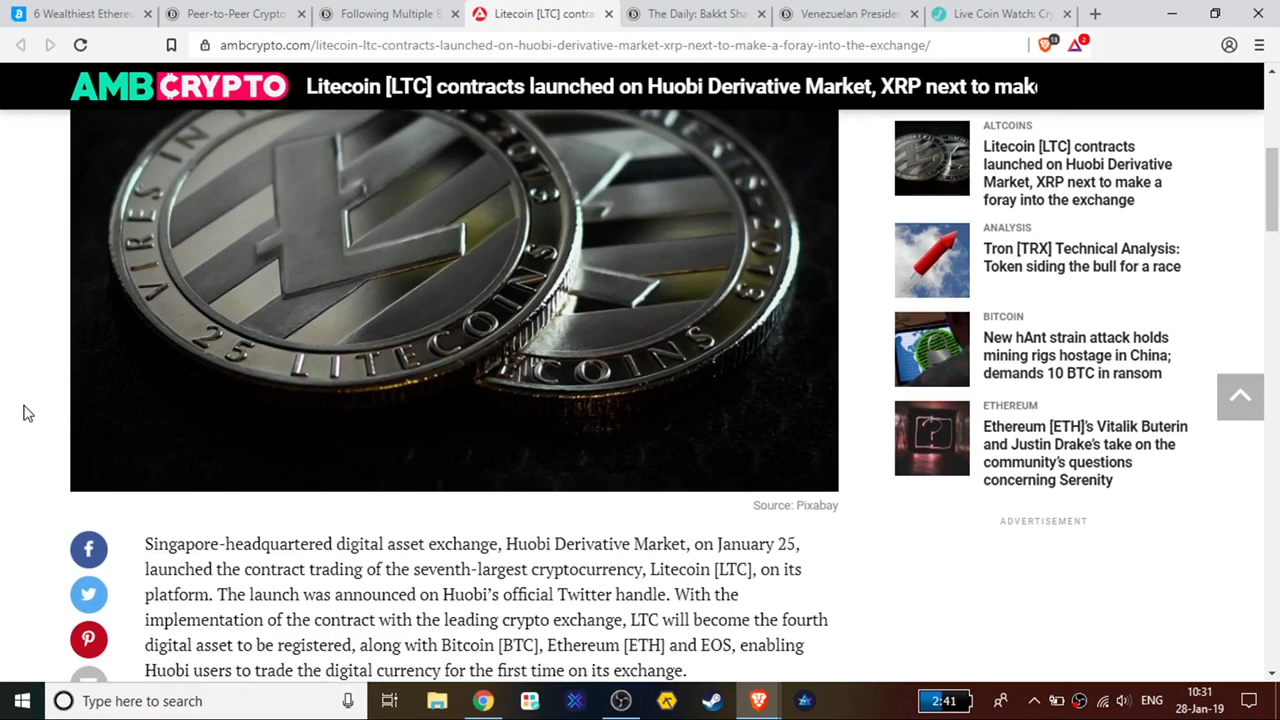 6 Wealthiest Ethereu
Peer-to-Peer Crypto
Following Multiple B
Litecoin [LTC] contra
The Daily: Bakkt Sha
Venezuelan Presiden
Live Coin Watch: Cry
ambcrypto.com/litecoin-ltc-contracts-launched-on-huobi-derivative-market-xrp-next-to-make-a-foray-into-the-exchange/
13
2
AMBCRYPTO
Litecoin [LTC] contracts launched on Huobi Derivative Market, XRP next to mak
VIRES IN
25 LITECOINS
2013
COINS
-2013
Source: Pixabay
Singapore-headquartered digital asset exchange, Huobi Derivative Market, on January 25,
launched the contract trading of the seventh-largest cryptocurrency, Litecoin [LTC], on its
platform. The launch was announced on Huobi's official Twitter handle. With the
implementation of the contract with the leading crypto exchange, LTC will become the fourth
digital asset to be registered, along with Bitcoin [BTC], Ethereum [ETH] and EOS, enabling
Huobi users to trade the digital currency for the first time on its exchange.
ALTCOINS
Litecoin [LTC] contracts
launched on Huobi Derivative
Market, XRP next to make a
foray into the exchange
ANALYSIS
Tron [TRX] Technical Analysis:
Token siding the bull for a race
BITCOIN
New hAnt strain attack holds
mining rigs hostage in China;
demands 10 BTC in ransom
ETHEREUM
Ethereum [ETH]'s Vitalik Buterin
and Justin Drake's take on the
community's questions
concerning Serenity
ADVERTISEMENT
Type here to search
2:41
ENG
10:31
28-Jan-19